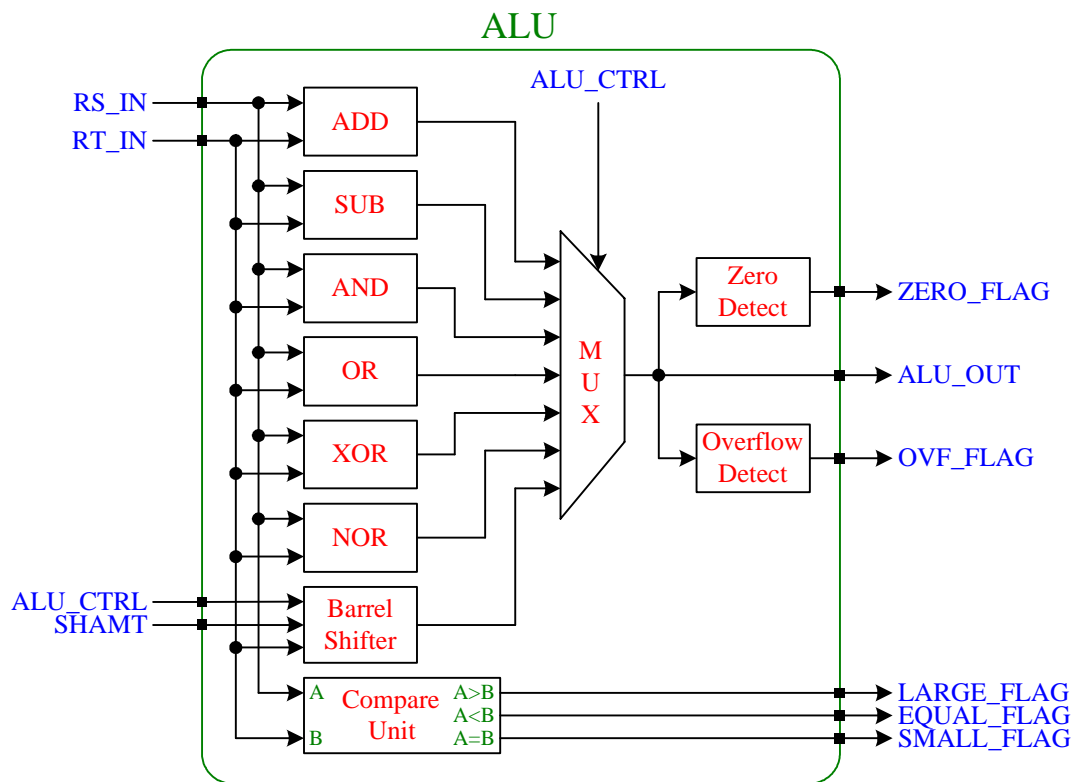 ALU
ALU_CTRL
RS_IN
RT_IN
ADD
SUB
AND
OR
XOR
NOR
ALU_CTRL
SHAMT
Barrel
Shifter
M
U
X
Zero
Detect
ZERO_FLAG
ALU_OUT
Overflow
Detect
OVF_FLAG
A
B
Compare
Unit
A>B
A<B
A=B
LARGE_FLAG
EQUAL_FLAG
SMALL_FLAG